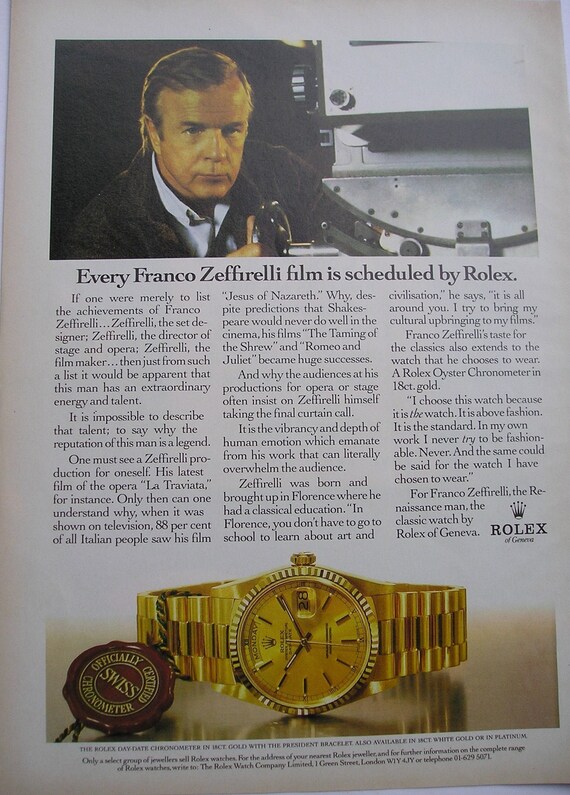 Every Franco Zeffirelli film is scheduled by Rolex.
If one were merely to list
the achievements of Franco
Zeffirelli...Zeffirelli, the set de-
signer; Zeffirelli, the director of
stage and opera; Zeffirelli, the
film maker...then just from such
a list it would be apparent that
this man has an extraordinary
energy and talent.
It is impossible to describe
that talent; to say why the
reputation of this man is a legend.
One must see a Zeffirelli pro-
duction for oneself. His latest
film of the opera "La Traviata,"
for instance. Only then can one
understand why, when it was
shown on television, 88 per cent
of all Italian people saw his film
"Jesus of Nazareth." Why, des-
pite predictions that Shakes-
peare would never do well in the
cinema, his films "The Taming of
the Shrew" and "Romeo and
Juliet" became huge successes.
And why the audiences at his
productions for opera or stage
often insist on Zeffirelli himself
taking the final curtain call.
It is the vibrancy and depth of
human emotion which emanate
from his work that can literally
overwhelm the audience.
Zeffirelli was born and
brought up in Florence where he
had a classical education. "In
Florence, you don't have to go to
school to learn about art and
civilisation," he says, "it is all
around you. I try to bring my
cultural upbringing to my films."
Franco Zeffirelli's taste for
the classics also extends to the
watch that he chooses to wear.
A Rolex Oyster Chronometer in
18ct. gold.
"I choose this watch because
it is the watch. It is above fashion.
It is the standard. In my own
work I never try to be fashion-
able. Never. And the same could
be said for the watch I have
chosen to wear."
For Franco Zeffirelli, the Re-
naissance man, the
classic watch by
Rolex of Geneva.
ROLEX
of Geneva
MONDAY
28
ROLEX
OFFICIALLY CERTIFIED
SWISS
CHRONOMETER
THE ROLEX DAY-DATE CHRONOMETER IN 18CT. GOLD WITH THE PRESIDENT BRACELET. ALSO AVAILABLE IN 18CT. WHITE GOLD OR IN PLATINUM.
Only a select group of jewellers sell Rolex watches. For the address of your nearest Rolex jeweller, and for further information on the complete range
of Rolex watches, write to: The Rolex Watch Company Limited, 1 Green Street, London W1Y 4JY or telephone 01-629 5071.